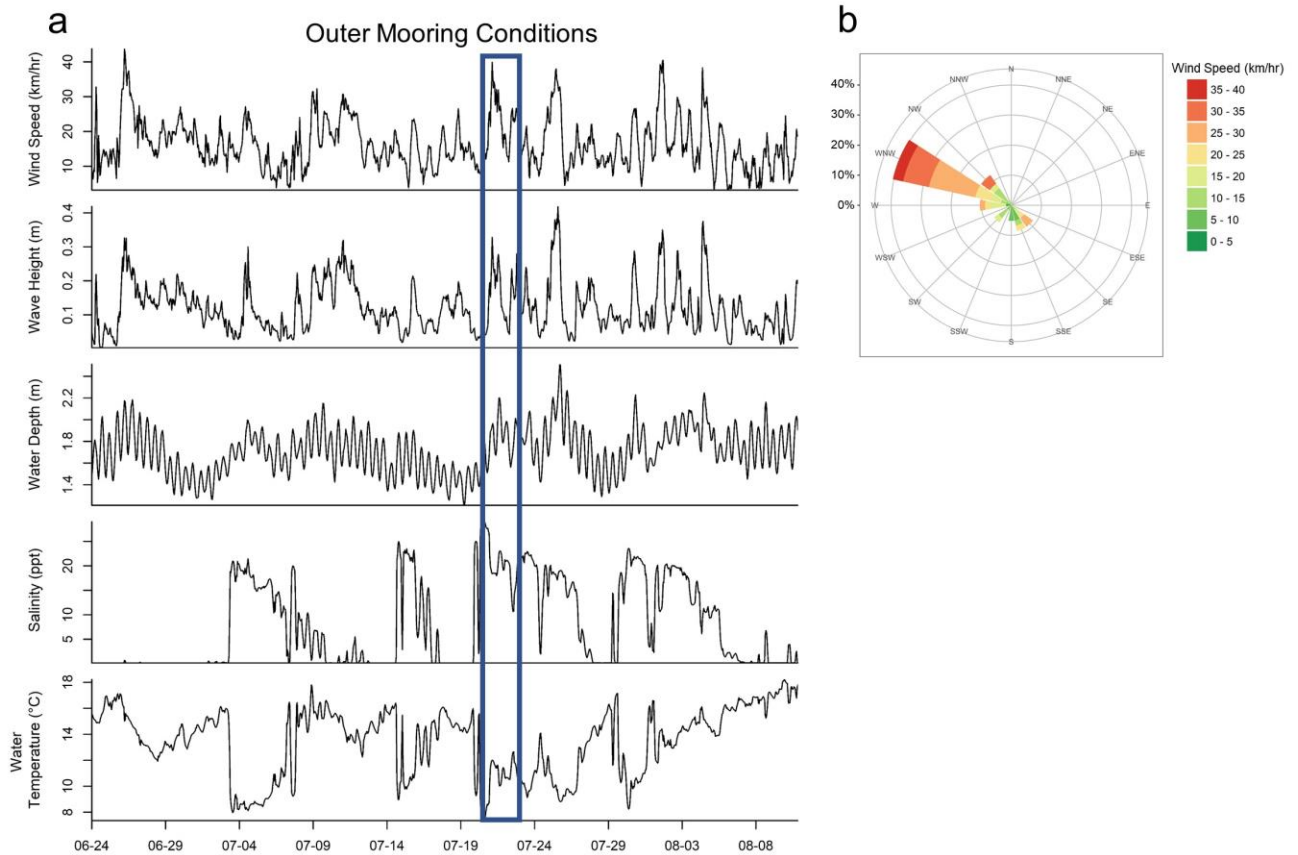 a
Outer Mooring Conditions
Wind Speed (km/hr)
40
30
20
10
Wave Height (m)
0.4
0.3
0.2
0.1
Water Depth (m)
2.2
1.8
1.4
Salinity (ppt)
20
10
5
Water
Temperature (°C)
18
14
10
8
06-24 06-29 07-04 07-09 07-14 07-19 07-24 07-29 08-03 08-08
b
40%
30%
20%
10%
0%
N
NNE
NE
ENE
E
ESE
SE
SSE
S
SSW
SW
WSW
W
WNW
NW
NNW
Wind Speed (km/hr)
35 - 40
30 - 35
25 - 30
20 - 25
15 - 20
10 - 15
5 - 10
0 - 5